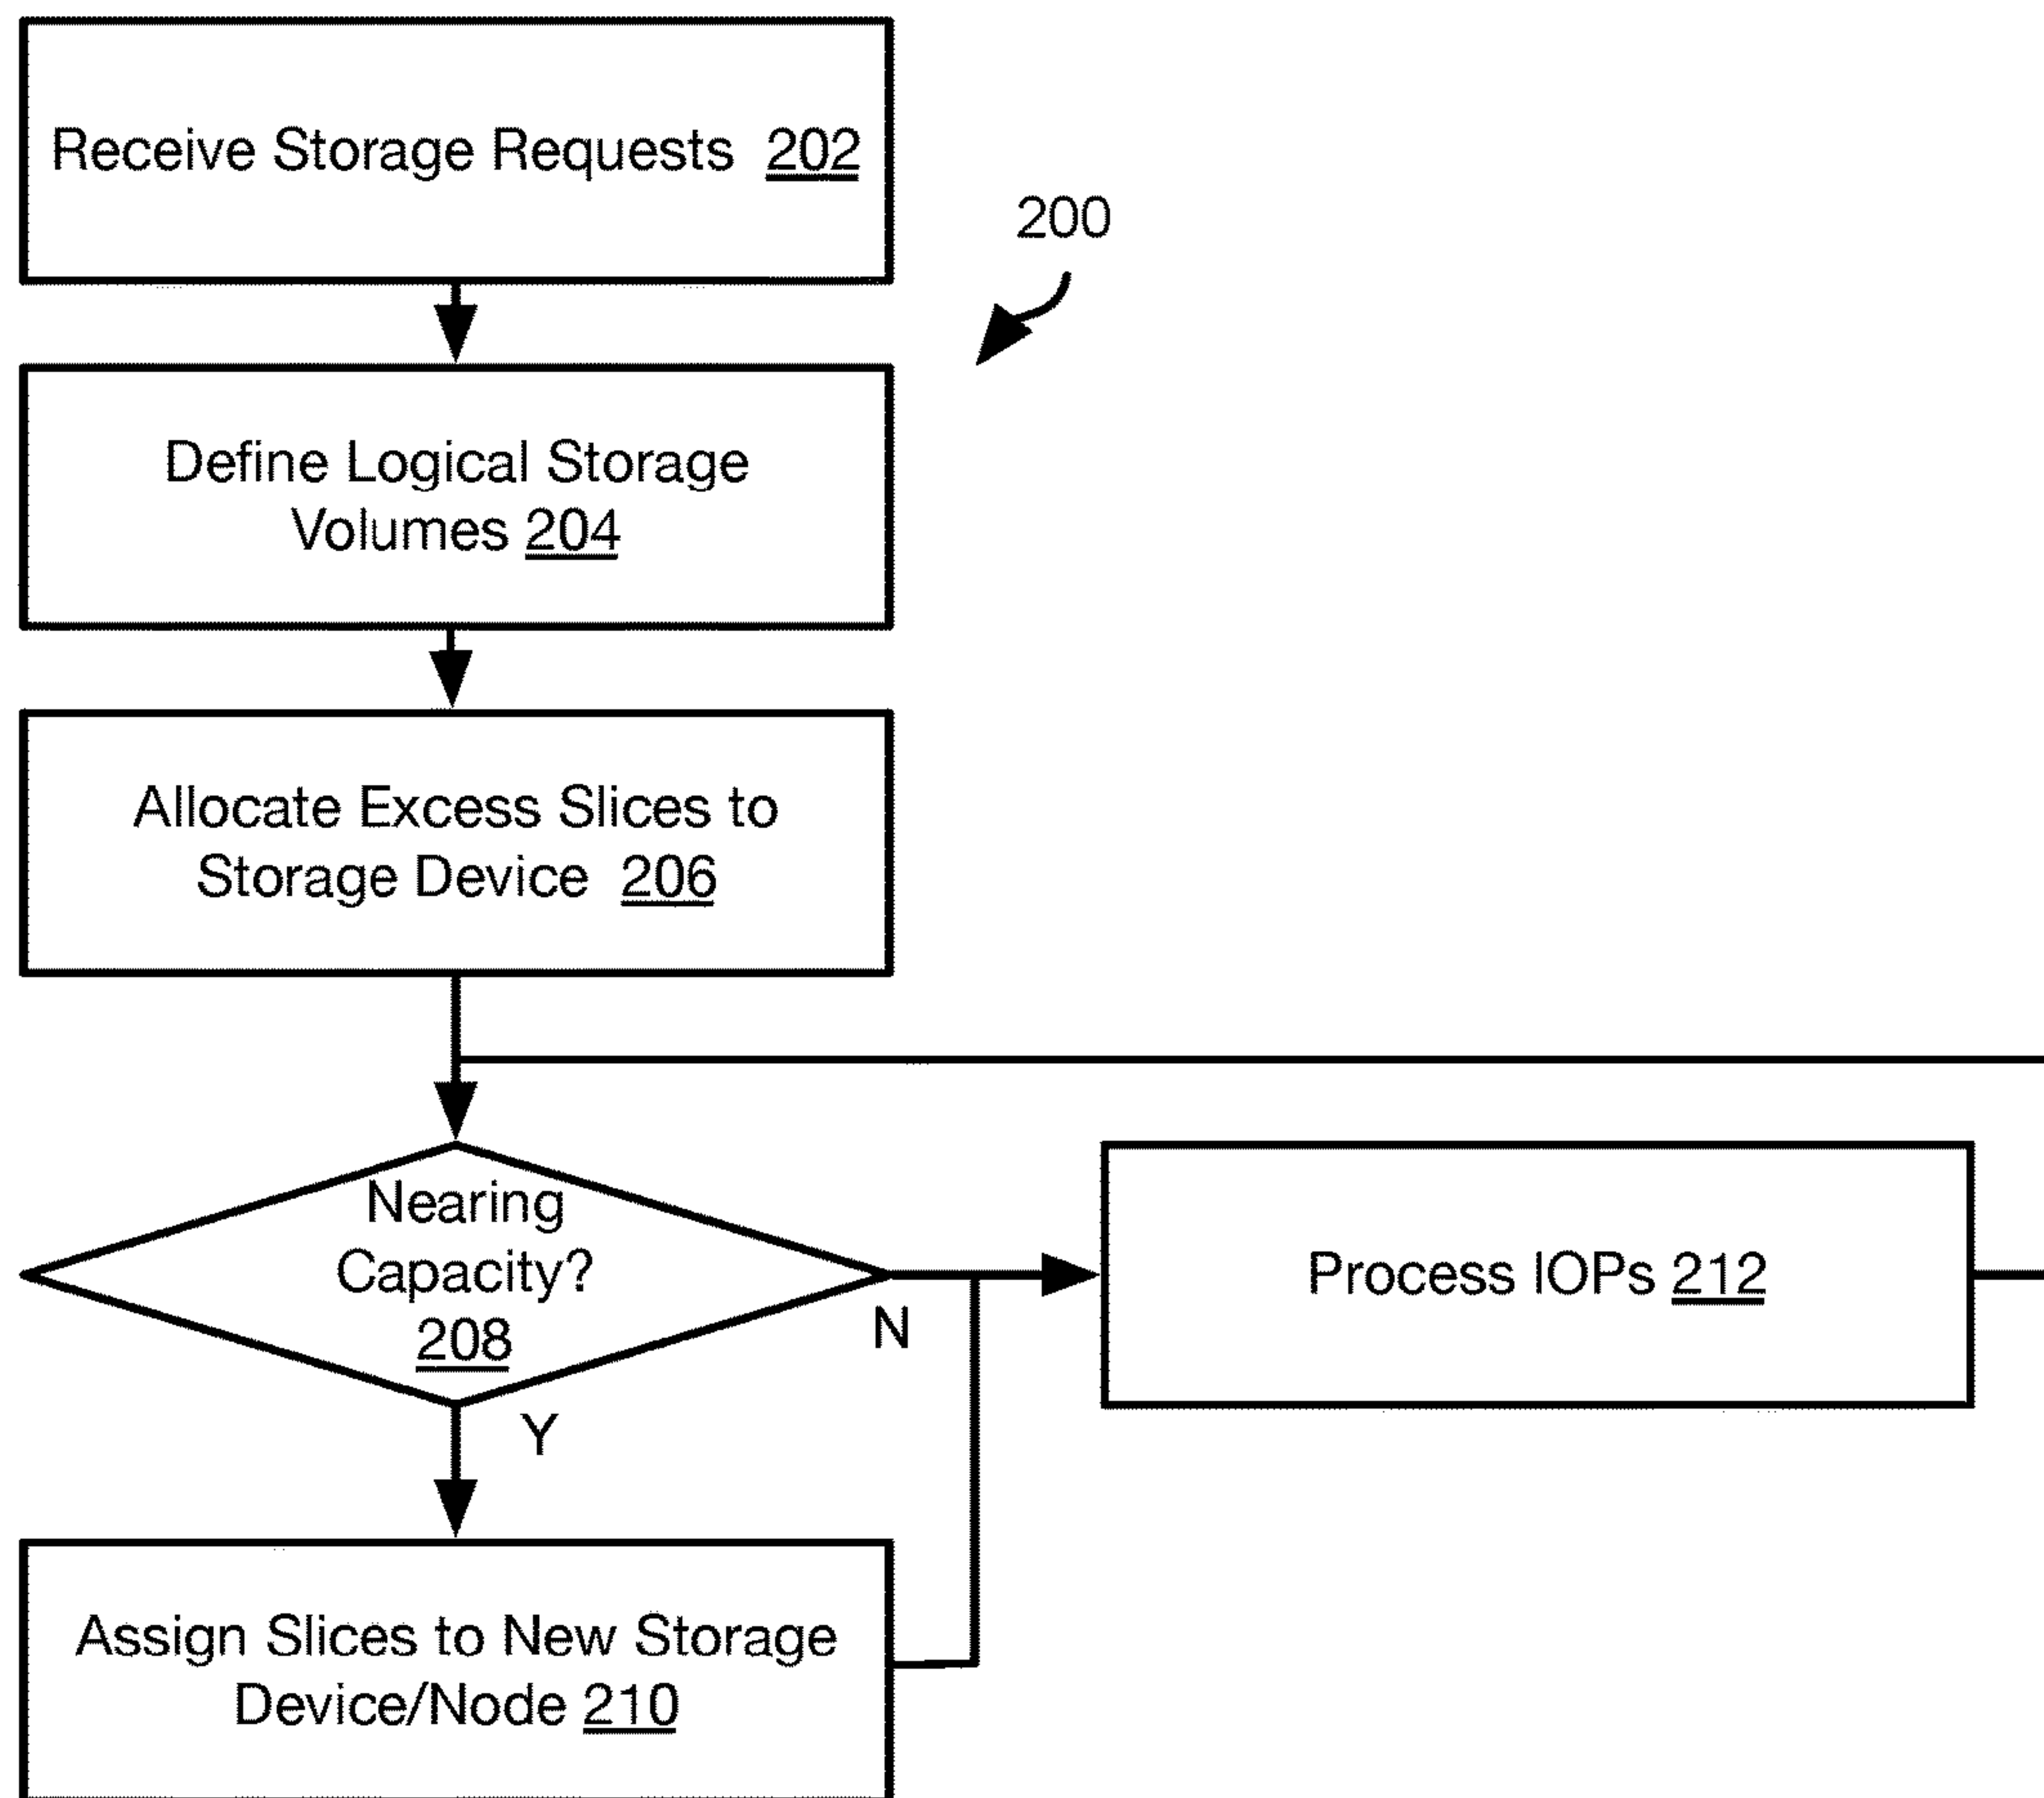 Receive Storage Requests 202
200
Define Logical Storage
Volumes 204
Allocate Excess Slices to
Storage Device 206
Nearing
Capacity?
208
N
Process IOPs 212
Y
Assign Slices to New Storage
Device/Node 210